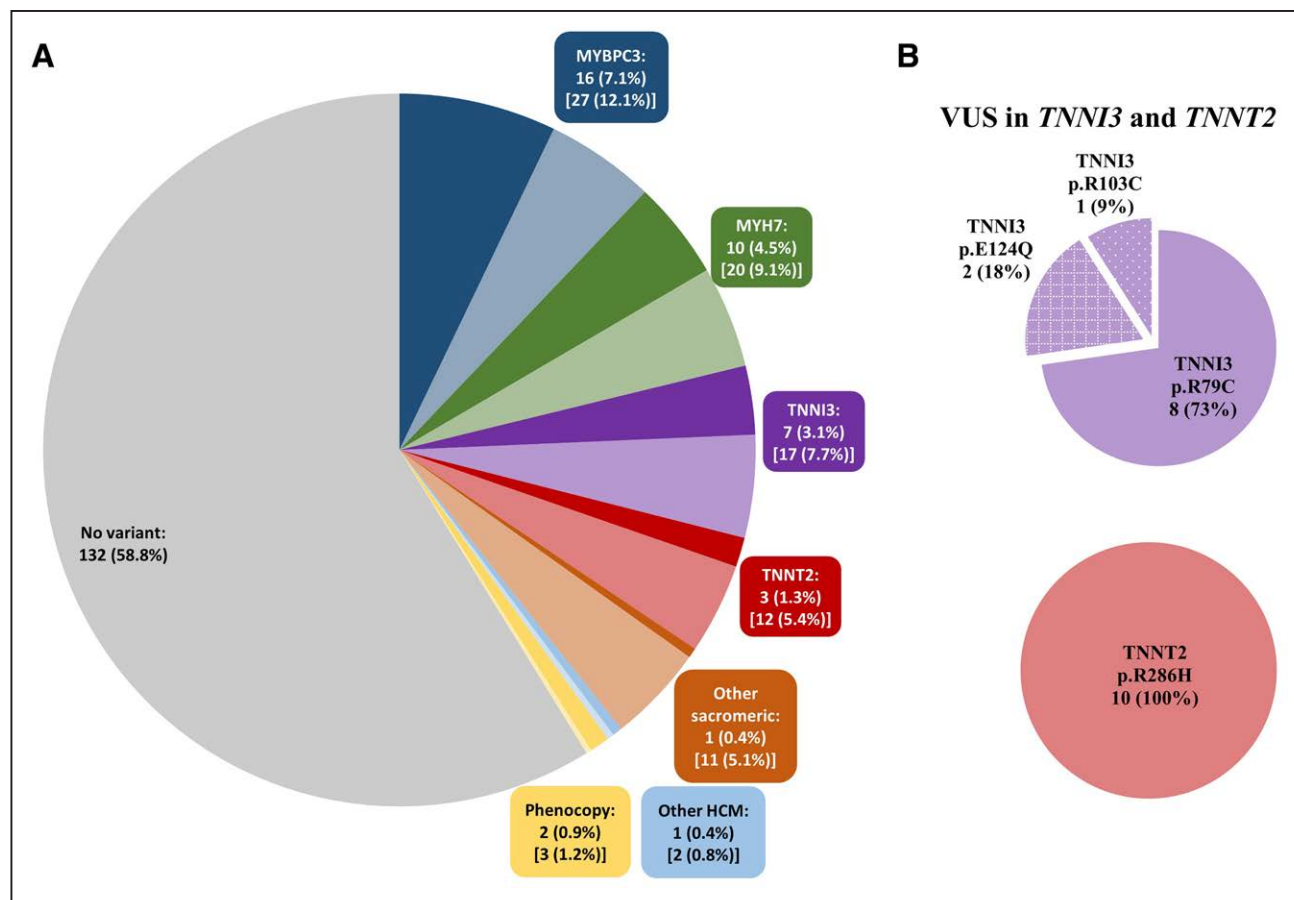 A
MYBPC3:
16 (7.1%)
[27 (12.1%)]
MYH7:
10 (4.5%)
[20 (9.1%)]
TNNI3:
7 (3.1%)
[17 (7.7%)]
TNNT2:
3 (1.3%)
[12 (5.4%)]
Other
sacromeric:
1 (0.4%)
[11 (5.1%)]
Other HCM:
1 (0.4%)
[2 (0.8%)]
Phenocopy:
2 (0.9%)
[3 (1.2%)]
No variant:
132 (58.8%)
B
VUS in TNNI3 and TNNT2
TNNI3
p.R103C
1 (9%)
TNNI3
p.E124Q
2 (18%)
TNNI3
p.R79C
8 (73%)
TNNT2
p.R286H
10 (100%)